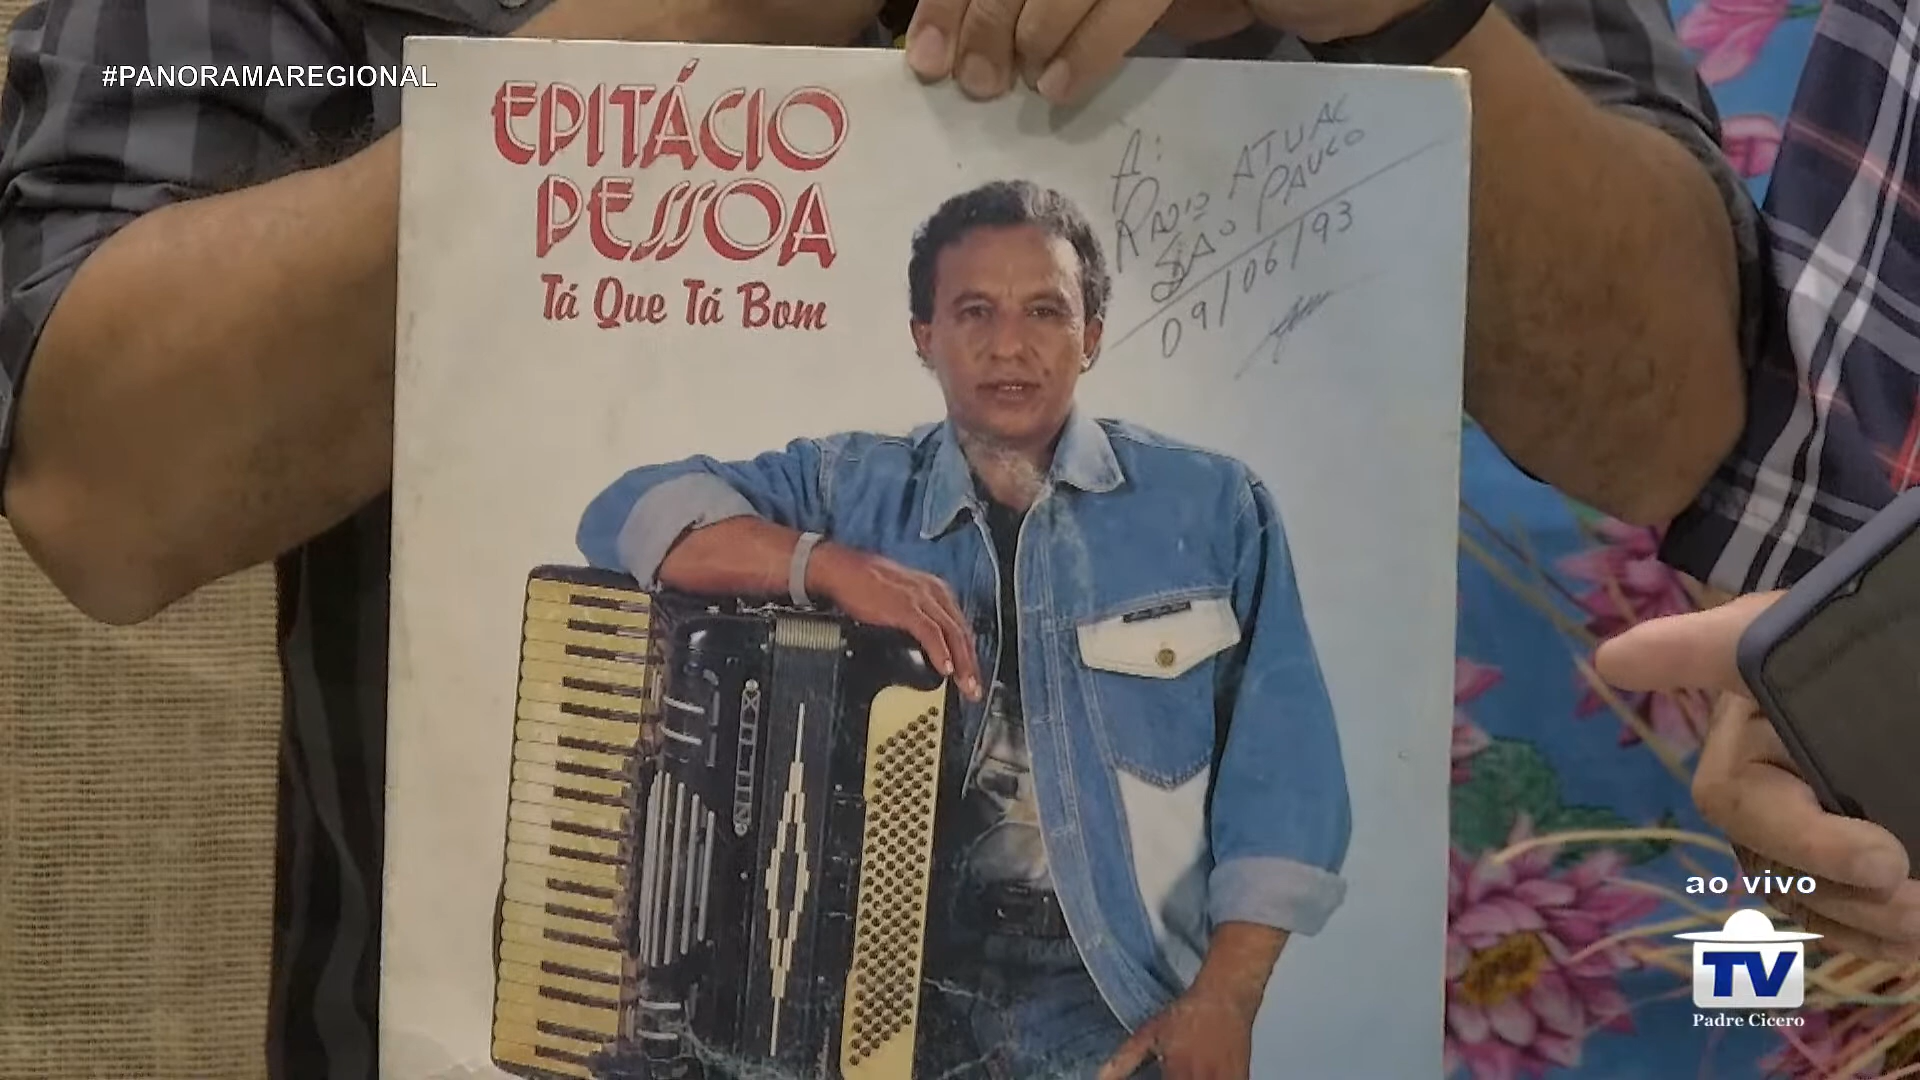 #PANORAMAREGIONAL
EPITÁCIO
PESSOA
Tá Que Tá Bom
A:
RADIO ATUAL
SÃO PAULO
09/06/93
ao vivo
TV
Padre Cicero